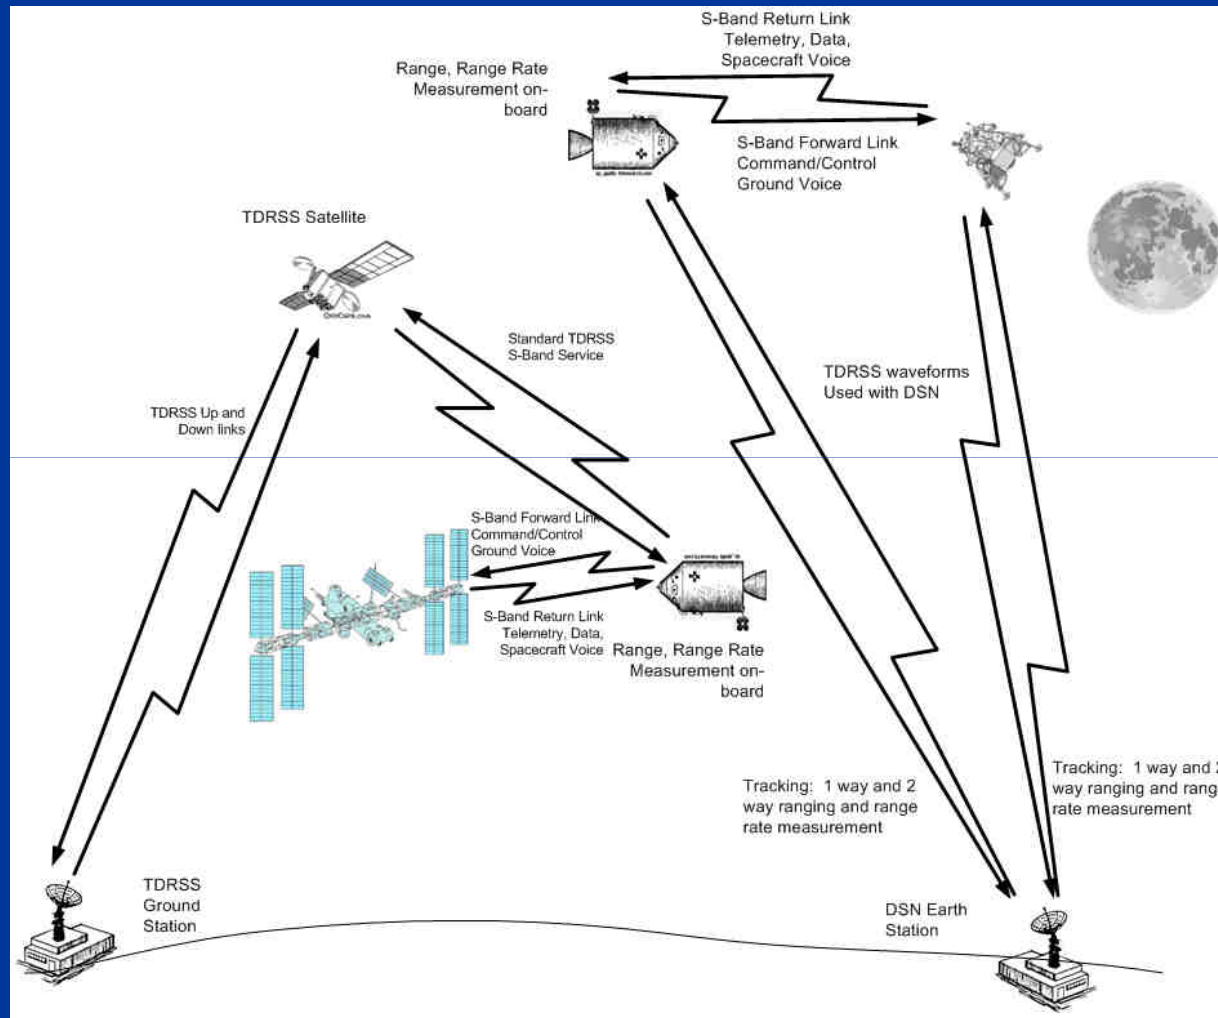 S-Band Return Link
Telemetry, Data,
Spacecraft Voice
Range, Range Rate
Measurement on-
board
S-Band Forward Link
Command/Control
Ground Voice
TDRSS Satellite
Standard TDRSS
S-Band Service
TDRSS waveforms
Used with DSN
TDRSS Up and
Down links
S-Band Forward Link
Command/Control
Ground Voice
S-Band Return Link
Telemetry, Data,
Spacecraft Voice
Range, Range Rate
Measurement on-
board
Tracking: 1 way and 2
way ranging and range
rate measurement
Tracking: 1 way and 2
way ranging and rang
rate measurement
TDRSS
Ground
Station
DSN Earth
Station